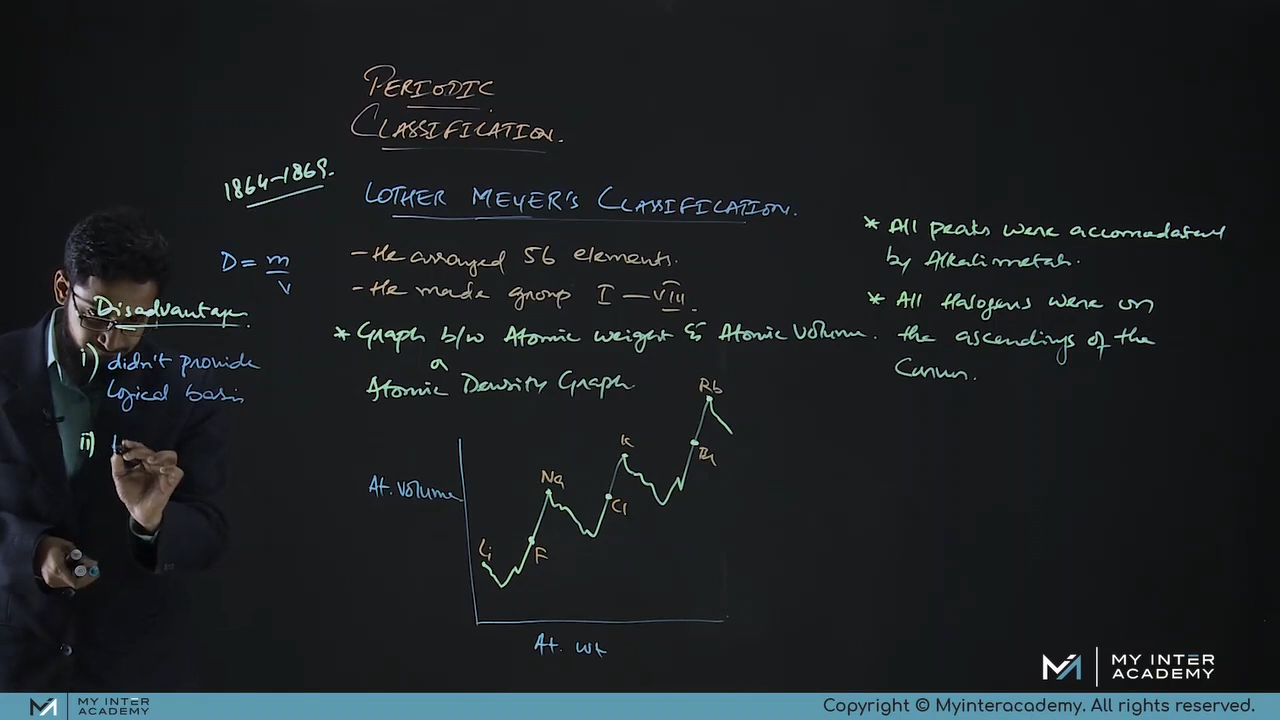 PERIODIC
CLASSIFICATION.
1864-1869.
LOTHER MEYER'S CLASSIFICATION.
D = m
v
- He arranged 56 elements.
- He made group I — VIII
* Graph b/w Atomic weight & Atomic Volume.
or
Atomic Density Graph.
* All peaks were accomadated
by Alkali metals.
* All Halogens were on
the ascendings of the
Curves.
Disadvantages
i) didn't provide
logical basis
ii)
At. Volume
Li
F
Na
Cl
K
Rb
At. wt
MY INTER
ACADEMY
MY INTER
ACADEMY
Copyright © Myinteracademy. All rights reserved.